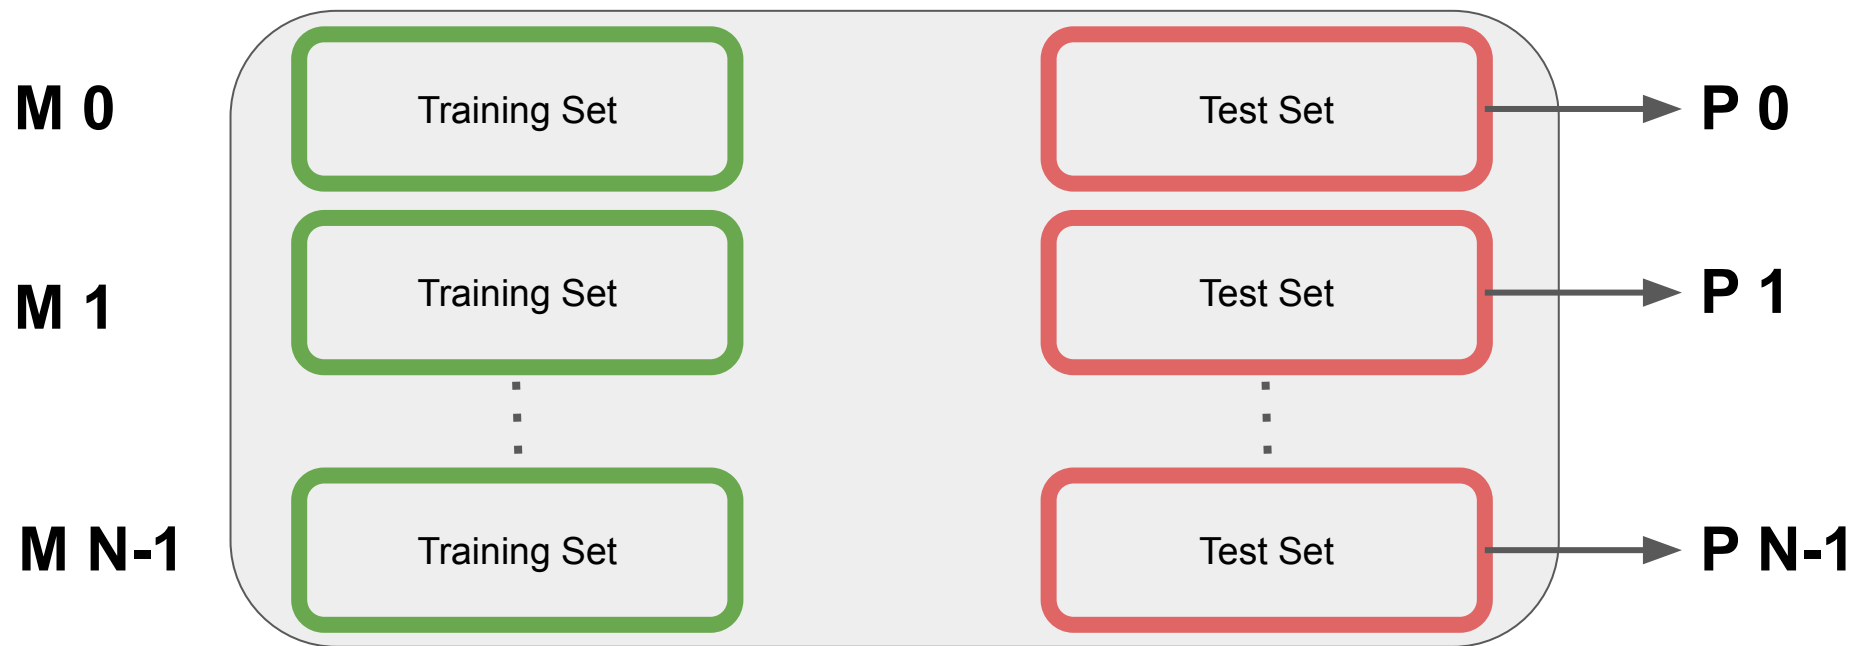 M 0
Training Set
Test Set
P 0
M 1
Training Set
Test Set
P 1
M N-1
Training Set
Test Set
P N-1